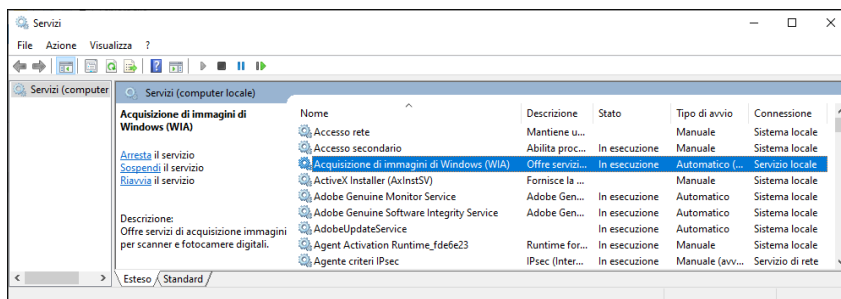 Servizi
File Azione Visualizza ?
Servizi (computer
Servizi (computer locale)
Acquisizione di immagini di
Windows (WIA)
Arresta il servizio
Sospendi il servizio
Riavvia il servizio
Descrizione:
Offre servizi di acquisizione immagini
per scanner e fotocamere digitali.
Nome Descrizione Stato Tipo di avvio Connessione
Accesso rete Mantiene u... Manuale Sistema locale
Accesso secondario Abilita proc... In esecuzione Manuale Sistema locale
Acquisizione di immagini di Windows (WIA) Offre servizi... In esecuzione Automatico (... Servizio locale
ActiveX Installer (AxInstSV) Fornisce la ... Manuale Sistema locale
Adobe Genuine Monitor Service Adobe Gen... In esecuzione Automatico Sistema locale
Adobe Genuine Software Integrity Service Adobe Gen... In esecuzione Automatico Sistema locale
AdobeUpdateService In esecuzione Automatico Sistema locale
Agent Activation Runtime_fde6e23 Runtime for... In esecuzione Manuale Sistema locale
Agente criteri IPsec IPsec (Inter... In esecuzione Manuale (avv... Servizio di rete
Esteso Standard